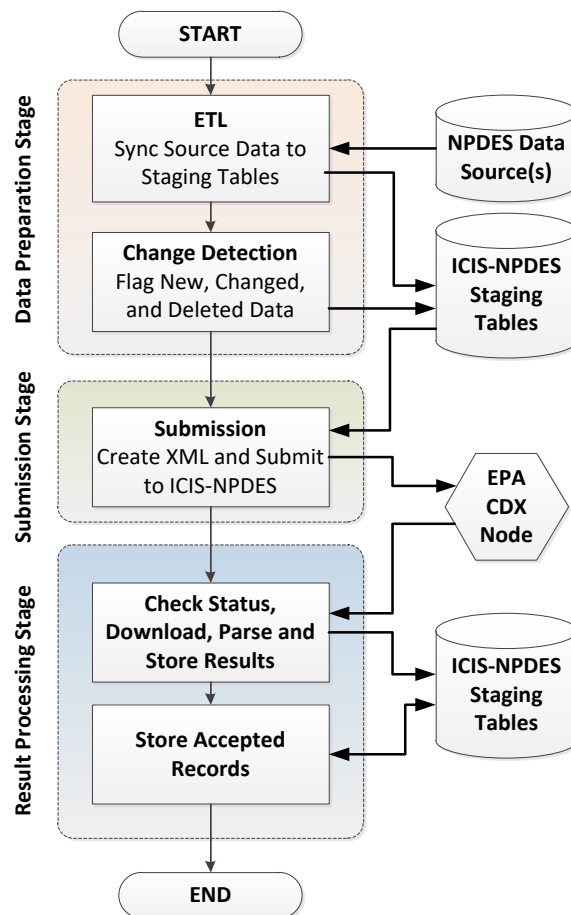 START
Data Preparation Stage
ETL
Sync Source Data to
Staging Tables
NPDES Data
Source(s)
Change Detection
Flag New, Changed,
and Deleted Data
ICIS-NPDES
Staging
Tables
Submission Stage
Submission
Create XML and Submit
to ICIS-NPDES
EPA
CDX
Node
Result Processing Stage
Check Status,
Download, Parse and
Store Results
ICIS-NPDES
Staging
Tables
Store Accepted
Records
END